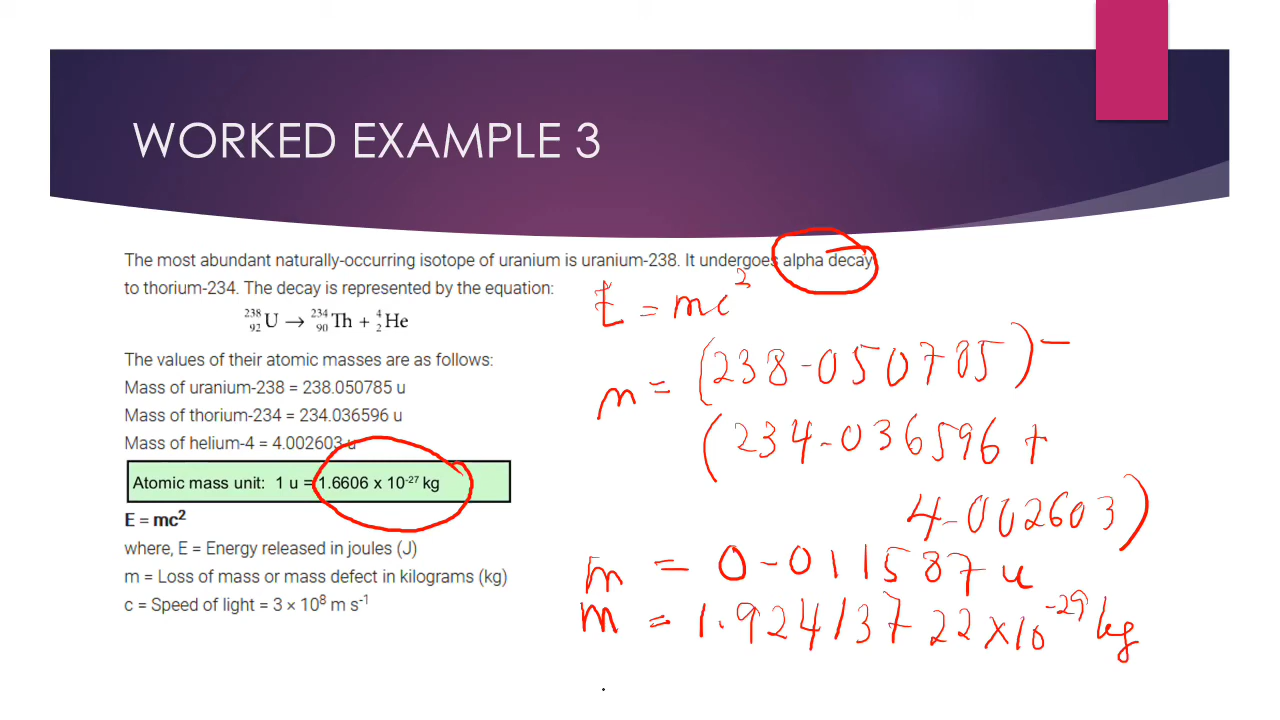 WORKED EXAMPLE 3
The most abundant naturally-occurring isotope of uranium is uranium-238. It undergoes alpha decay
to thorium-234. The decay is represented by the equation:
²³⁸₉₂U → ²³⁴₉₀Th + ⁴₂He
The values of their atomic masses are as follows:
Mass of uranium-238 = 238.050785 u
Mass of thorium-234 = 234.036596 u
Mass of helium-4 = 4.002603 u
Atomic mass unit: 1 u = 1.6606 x 10⁻²⁷ kg
E = mc²
where, E = Energy released in joules (J)
m = Loss of mass or mass defect in kilograms (kg)
c = Speed of light = 3 × 10⁸ m s⁻¹
E = mc²
m = (238-050785) -
(234-036596 +
4-002603)
m = 0-011587 u
m = 1.924137 22 x 10⁻²⁹ kg